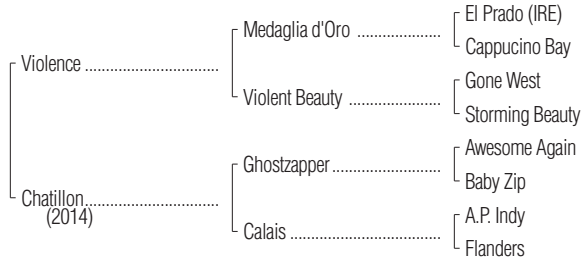 El Prado (IRE)
Medaglia d'Oro ....................
Cappucino Bay
Violence ................................
Gone West
Violent Beauty ......................
Storming Beauty
Awesome Again
Ghostzapper ..........................
Baby Zip
Chatillon ................................
(2014)
A.P. Indy
Calais ....................................
Flanders